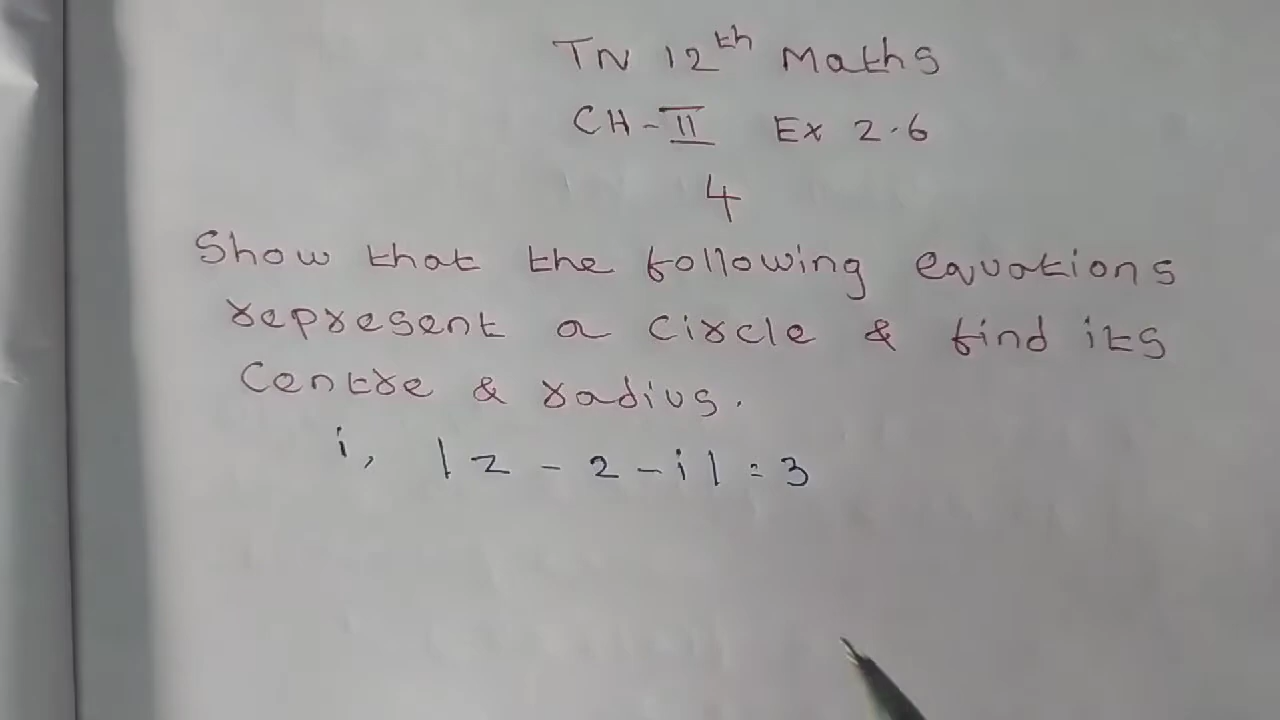 TN 12th Maths
CH-II Ex 2.6
4
Show that the following equations
represent a circle & find its
Centre & radius.
i, |z - 2 - i| = 3